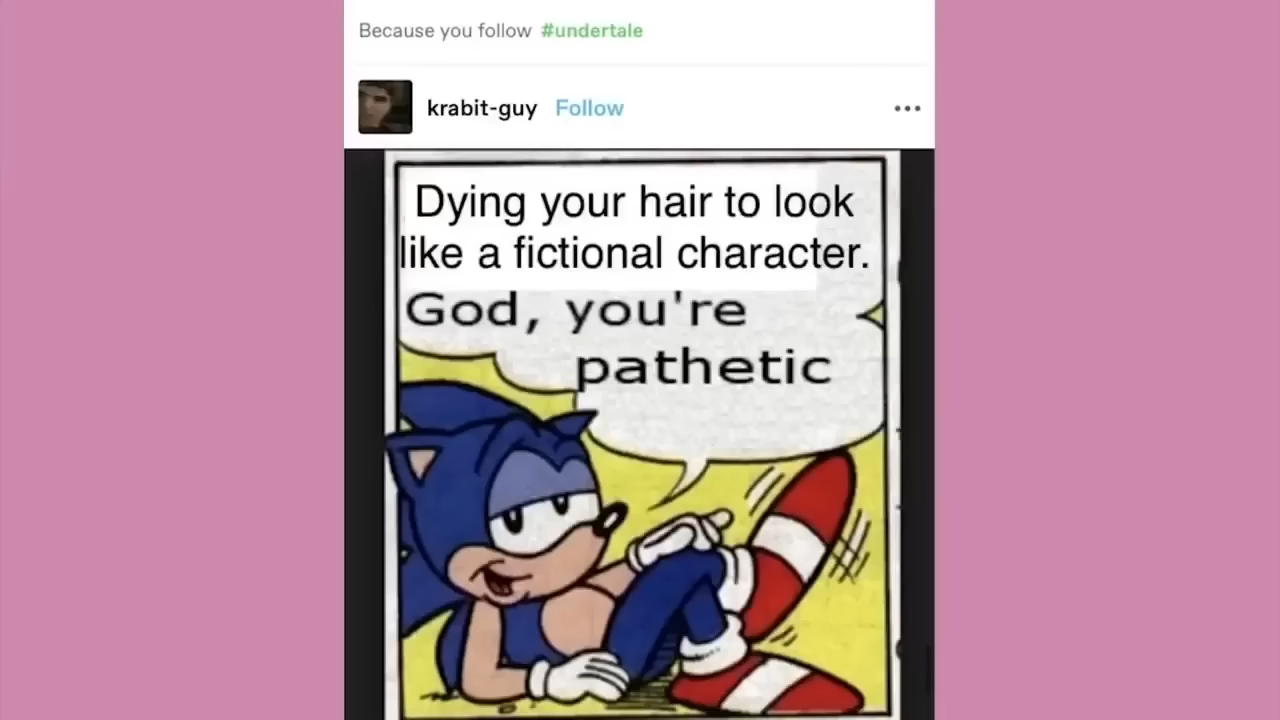 Because you follow #undertale
krabit-guy Follow
Dying your hair to look
like a fictional character.
God, you're
pathetic